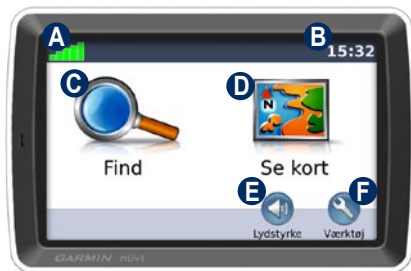 A
B
15:32
C
D
N
Find
Se kort
E
F
Lydstyrke
Værktøj
GARMIN nüvi